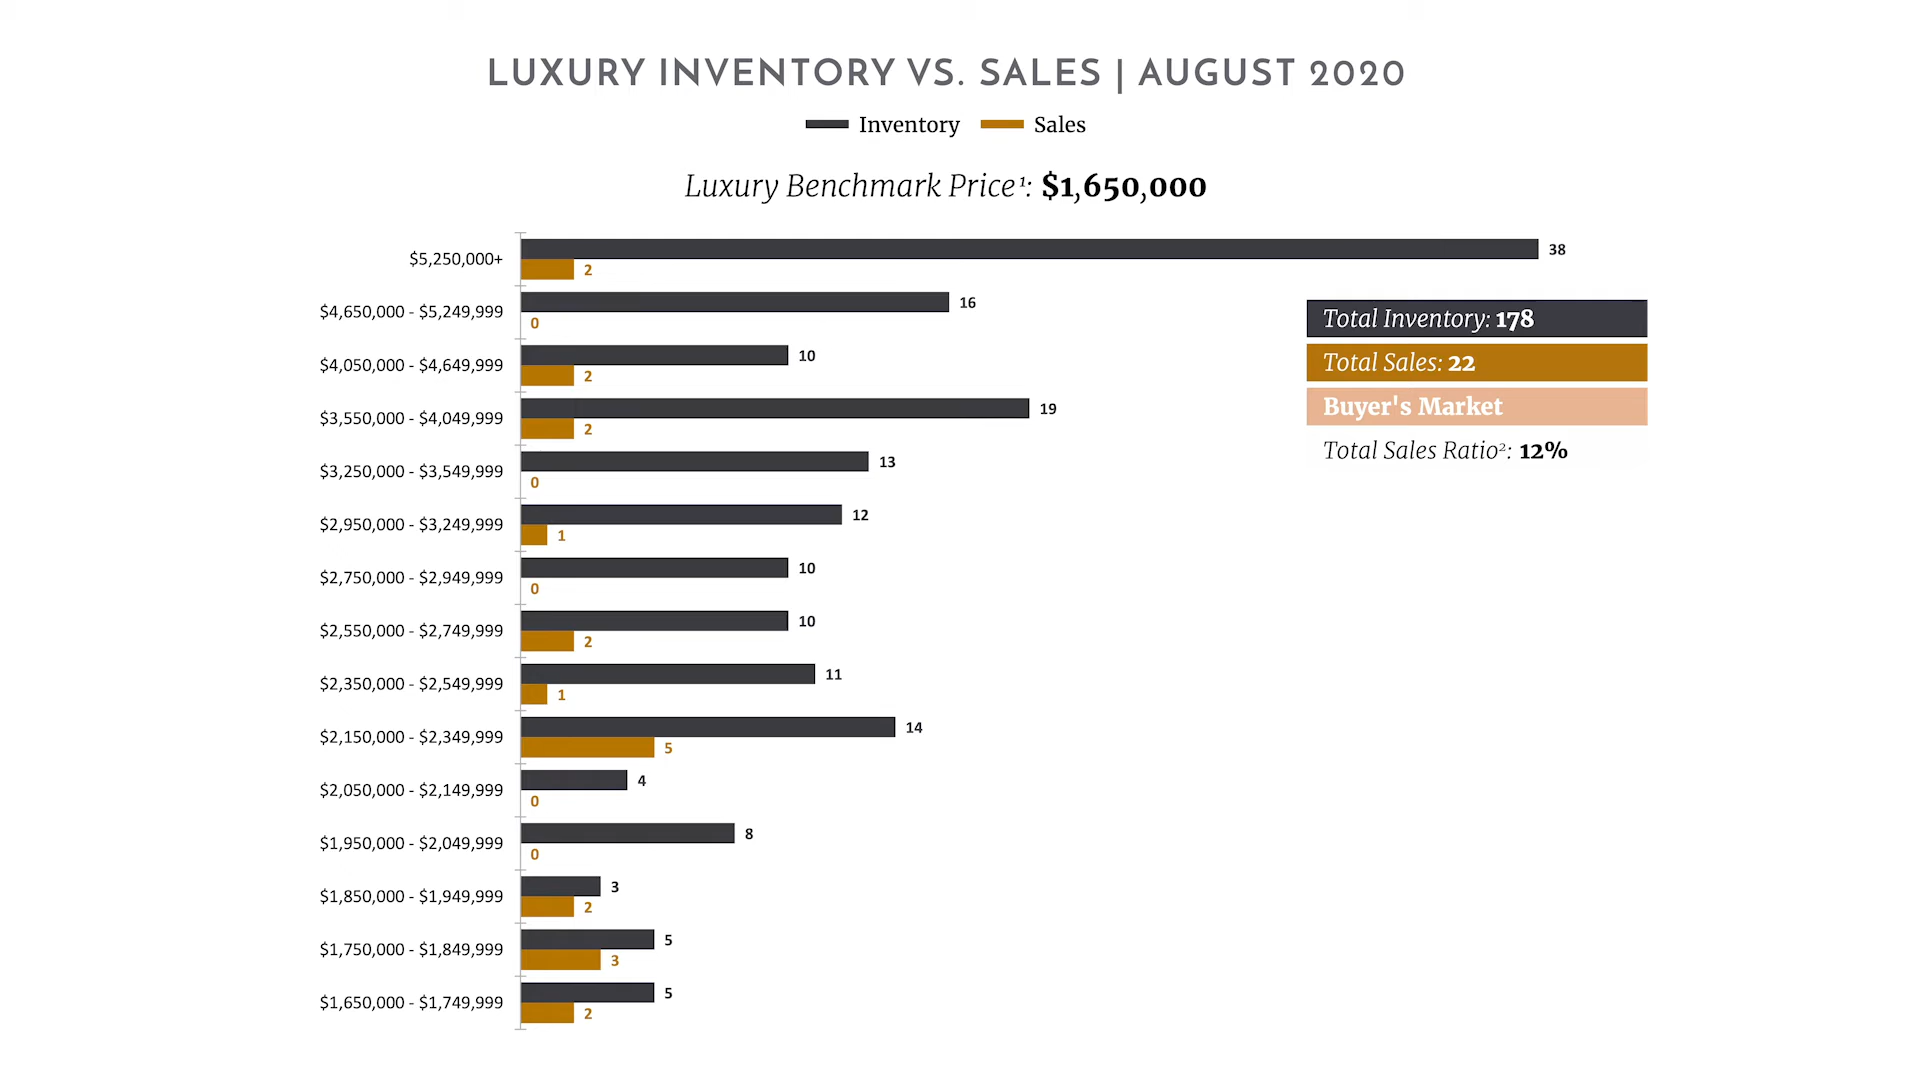 LUXURY INVENTORY VS. SALES | AUGUST 2020
Inventory Sales
Luxury Benchmark Price¹: $1,650,000
$5,250,000+ 38
2
$4,650,000 - $5,249,999 16
0
$4,050,000 - $4,649,999 10
2
$3,550,000 - $4,049,999 19
2
$3,250,000 - $3,549,999 13
0
$2,950,000 - $3,249,999 12
1
$2,750,000 - $2,949,999 10
0
$2,550,000 - $2,749,999 10
2
$2,350,000 - $2,549,999 11
1
$2,150,000 - $2,349,999 14
5
$2,050,000 - $2,149,999 4
0
$1,950,000 - $2,049,999 8
0
$1,850,000 - $1,949,999 3
2
$1,750,000 - $1,849,999 5
3
$1,650,000 - $1,749,999 5
2
Total Inventory: 178
Total Sales: 22
Buyer's Market
Total Sales Ratio²: 12%